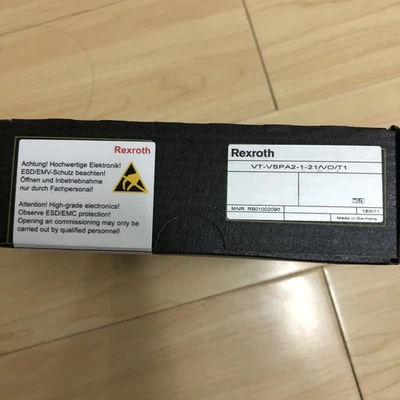 Rexroth
Achtung! Hochwertige Elektronik!
ESD/EMV-Schutz beachten!
Öffnen und Inbetriebnahme
nur durch Fachpersonal!
Attention! High-grade electronics!
Observe ESD/EMC protection!
Opening an commissioning may only be
carried out by qualified personnel!
Rexroth
VT-VSPA2-1-21/V0/T1
MNR: R901002090
18W11
Made in Germany